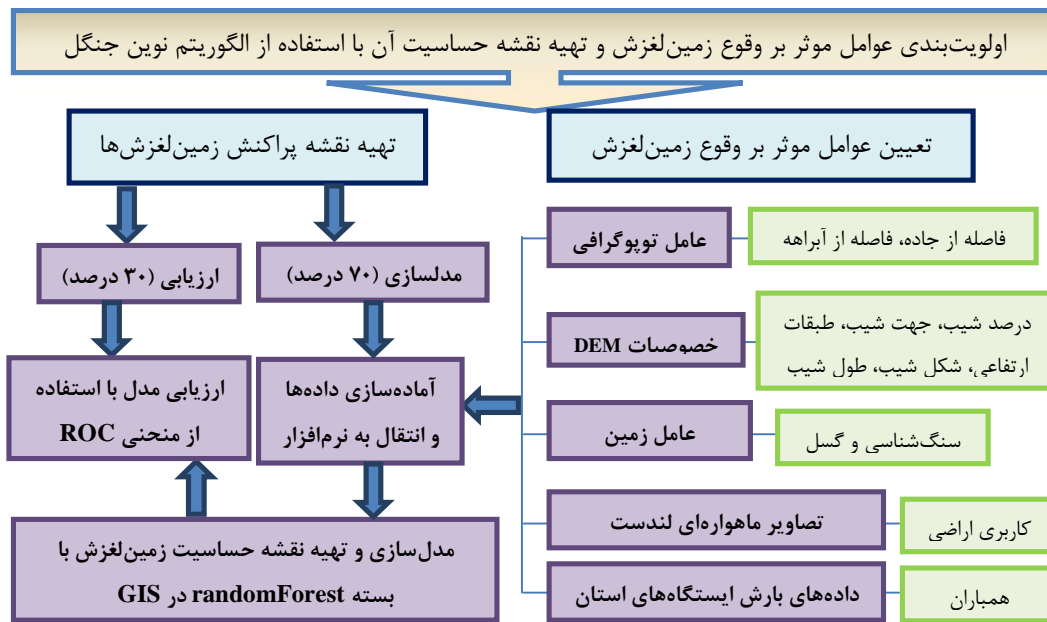 اولویت‌بندی عوامل موثر بر وقوع زمین‌لغزش و تهیه نقشه حساسیت آن با استفاده از الگوریتم نوین جنگل
تعیین عوامل موثر بر وقوع زمین‌لغزش
تهیه نقشه پراکنش زمین‌لغزش‌ها
عامل توپوگرافی
فاصله از جاده، فاصله از آبراهه
خصوصیات DEM
درصد شیب، جهت شیب، طبقات
ارتفاعی، شکل شیب، طول شیب
عامل زمین
سنگ‌شناسی و گسل
تصاویر ماهواره‌ای لندست
کاربری اراضی
داده‌های بارش ایستگاه‌های استان
همباران
مدلسازی (۷۰ درصد)
ارزیابی (۳۰ درصد)
آماده‌سازی داده‌ها
و انتقال به نرم‌افزار
ارزیابی مدل با استفاده
از منحنی ROC
مدل‌سازی و تهیه نقشه حساسیت زمین‌لغزش با
بسته randomForest در GIS